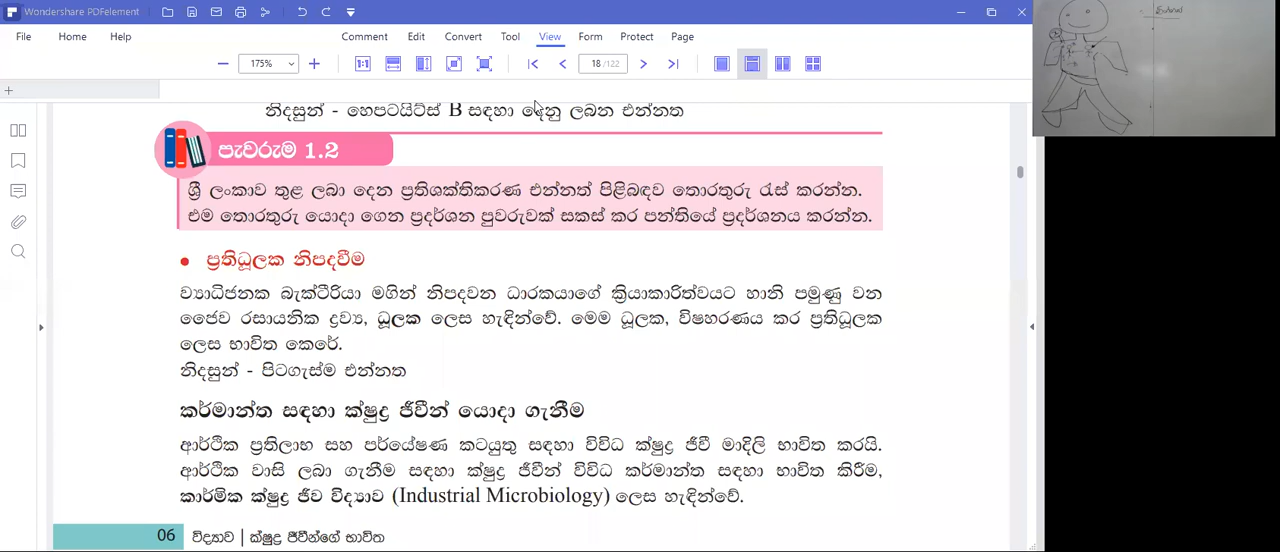 Wondershare PDFelement
File Home Help Comment Edit Convert Tool View Form Protect Page
175% 18 /122
නිදසුන් - හෙපටයිටිස් B සඳහා දෙනු ලබන එන්නත
පැවරුම 1.2
ශ්‍රී ලංකාව තුළ ලබා දෙන ප්‍රතිශක්තිකරණ එන්නත් පිළිබඳව තොරතුරු රැස් කරන්න.
එම තොරතුරු යොදා ගෙන ප්‍රදර්ශන පුවරුවක් සකස් කර පන්තියේ ප්‍රදර්ශනය කරන්න.
• ප්‍රතිධූලක නිපදවීම
ව්‍යාධිජනක බැක්ටීරියා මගින් නිපදවන ධාරකයාගේ ක්‍රියාකාරිත්වයට හානි පමුණු වන
ජෛව රසායනික ද්‍රව්‍ය, ධූලක ලෙස හැඳින්වේ. මෙම ධූලක, විෂහරණය කර ප්‍රතිධූලක
ලෙස භාවිත කෙරේ.
නිදසුන් - පිටගැස්ම එන්නත
කර්මාන්ත සඳහා ක්ෂුද්‍ර ජීවීන් යොදා ගැනීම
ආර්ථික ප්‍රතිලාභ සහ පර්යේෂණ කටයුතු සඳහා විවිධ ක්ෂුද්‍ර ජීවී මාදිලි භාවිත කරයි.
ආර්ථික වාසි ලබා ගැනීම සඳහා ක්ෂුද්‍ර ජීවීන් විවිධ කර්මාන්ත සඳහා භාවිත කිරීම,
කාර්මික ක්ෂුද්‍ර ජීව විද්‍යාව (Industrial Microbiology) ලෙස හැඳින්වේ.
06 විද්‍යාව | ක්ෂුද්‍ර ජීවීන්ගේ භාවිත